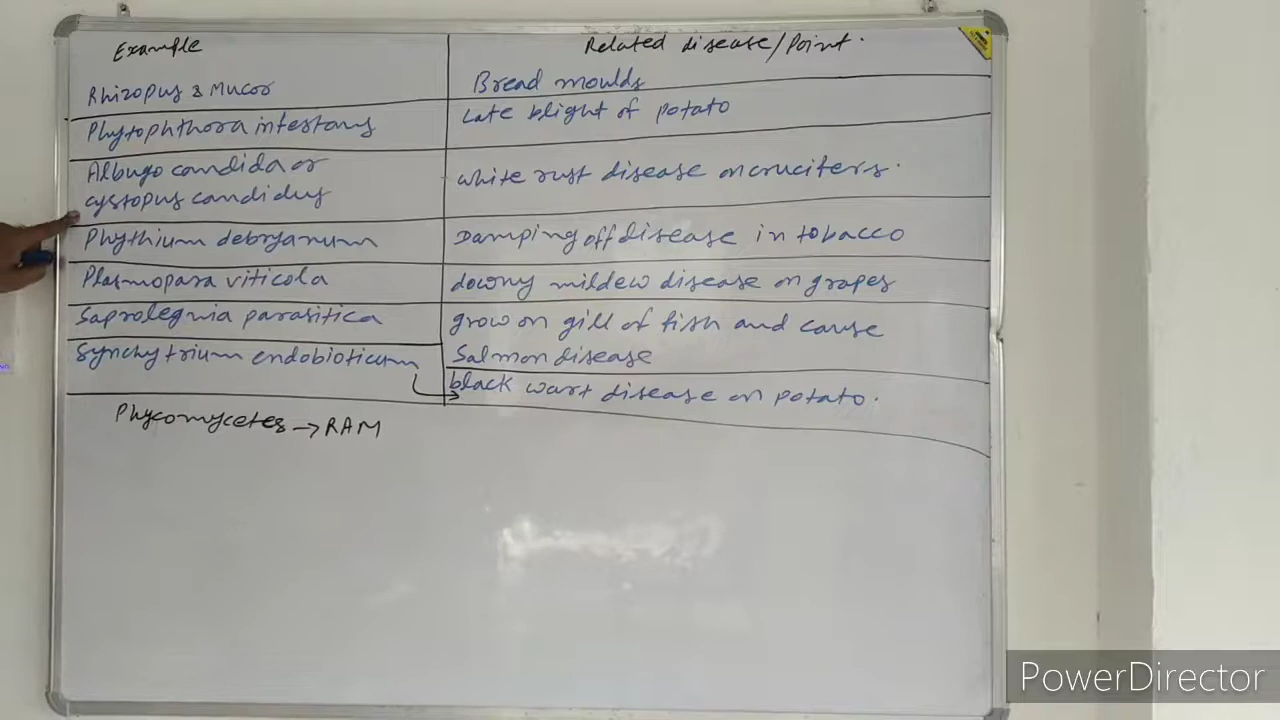 Example
Related disease/Point.
Rhizopus & Mucor
Bread moulds
Phytophthora infestans
Late blight of potato
Albugo candida or
cystopus candidus
white rust disease on crucifers.
Phythium debryanum
Damping off disease in tobacco
Plasmopara viticola
downy mildew disease on grapes
Saprolegnia parasitica
grow on gill of fish and cause
Salmon disease
Synchytrium endobioticum
black wart disease on potato.
Phycomycetes → RAM
PowerDirector